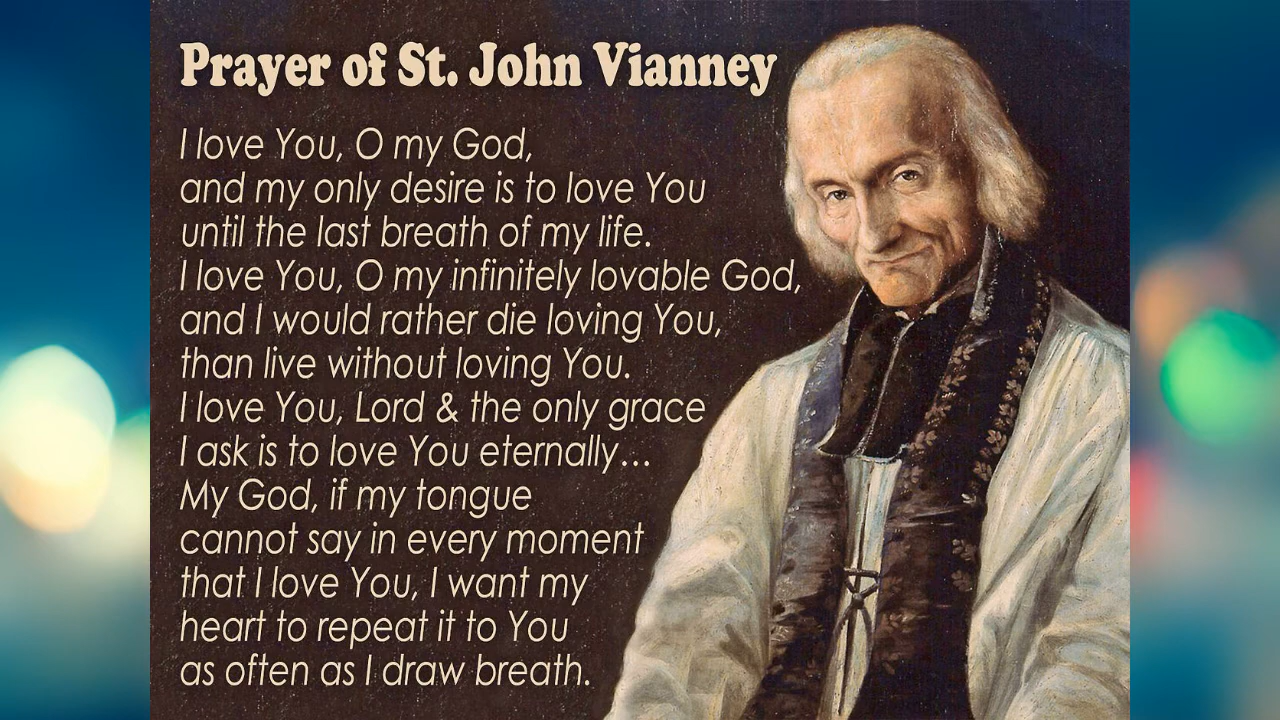 Prayer of St. John Vianney
I love You, O my God,
and my only desire is to love You
until the last breath of my life.
I love You, O my infinitely lovable God,
and I would rather die loving You,
than live without loving You.
I love You, Lord & the only grace
I ask is to love You eternally...
My God, if my tongue
cannot say in every moment
that I love You, I want my
heart to repeat it to You
as often as I draw breath.